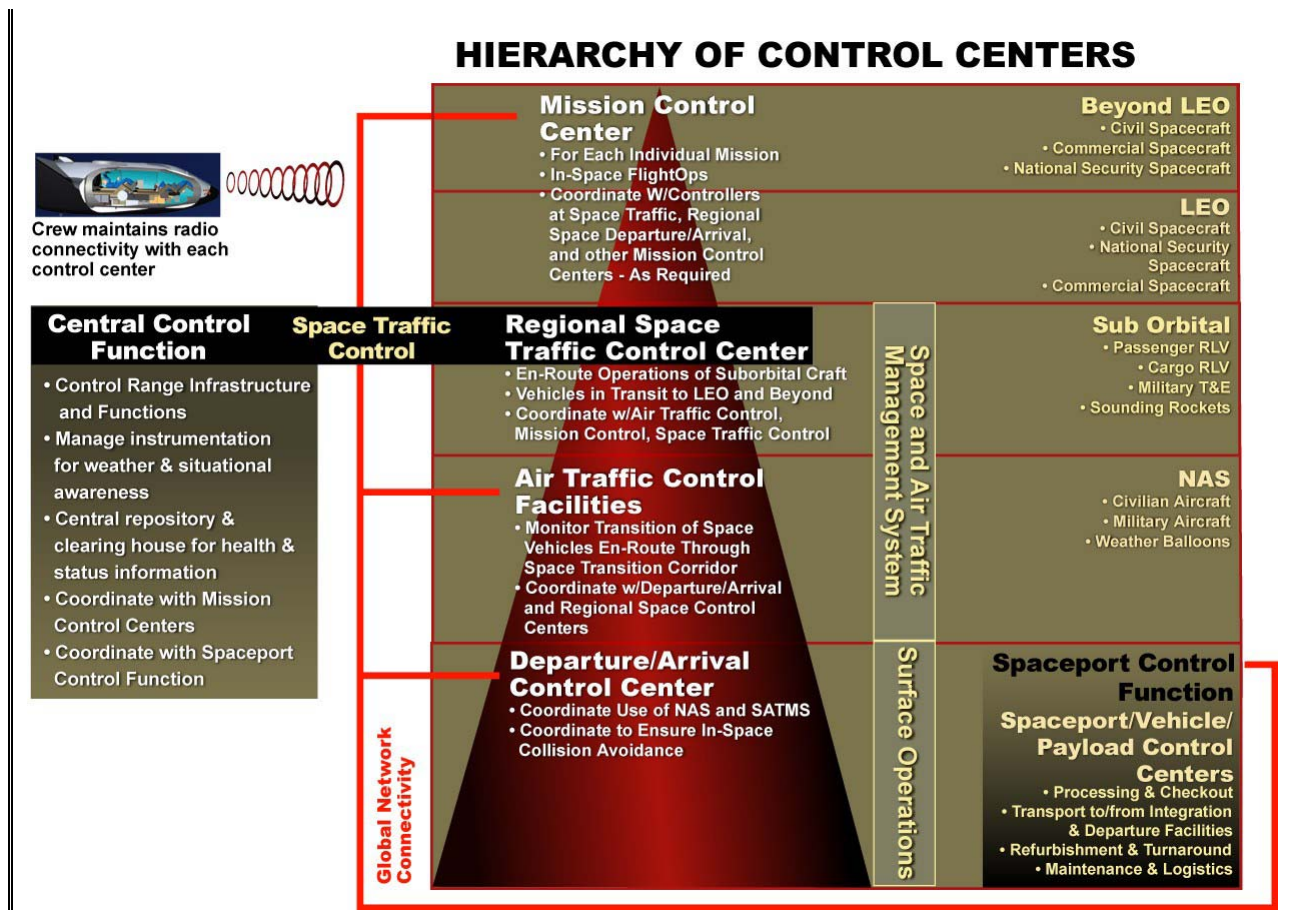 HIERARCHY OF CONTROL CENTERS
Crew maintains radio
connectivity with each
control center
Central Control
Function
• Control Range Infrastructure
and Functions
• Manage instrumentation
for weather & situational
awareness
• Central repository &
clearing house for health &
status information
• Coordinate with Mission
Control Centers
• Coordinate with Spaceport
Control Function
Space Traffic
Control
Global Network
Connectivity
Mission Control
Center
• For Each Individual Mission
• In-Space FlightOps
• Coordinate W/Controllers
at Space Traffic, Regional
Space Departure/Arrival,
and other Mission Control
Centers - As Required
Regional Space
Traffic Control Center
• En-Route Operations of Suborbital Craft
• Vehicles in Transit to LEO and Beyond
• Coordinate w/Air Traffic Control,
Mission Control, Space Traffic Control
Air Traffic Control
Facilities
• Monitor Transition of Space
Vehicles En-Route Through
Space Transition Corridor
• Coordinate w/Departure/Arrival
and Regional Space Control
Centers
Departure/Arrival
Control Center
• Coordinate Use of NAS and SATMS
• Coordinate to Ensure In-Space
Collision Avoidance
Space and Air Traffic
Management System
Surface Operations
Beyond LEO
• Civil Spacecraft
• Commercial Spacecraft
• National Security Spacecraft
LEO
• Civil Spacecraft
• National Security
Spacecraft
• Commercial Spacecraft
Sub Orbital
• Passenger RLV
• Cargo RLV
• Military T&E
• Sounding Rockets
NAS
• Civilian Aircraft
• Military Aircraft
• Weather Balloons
Spaceport Control
Function
Spaceport/Vehicle/
Payload Control
Centers
• Processing & Checkout
• Transport to/from Integration
& Departure Facilities
• Refurbishment & Turnaround
• Maintenance & Logistics